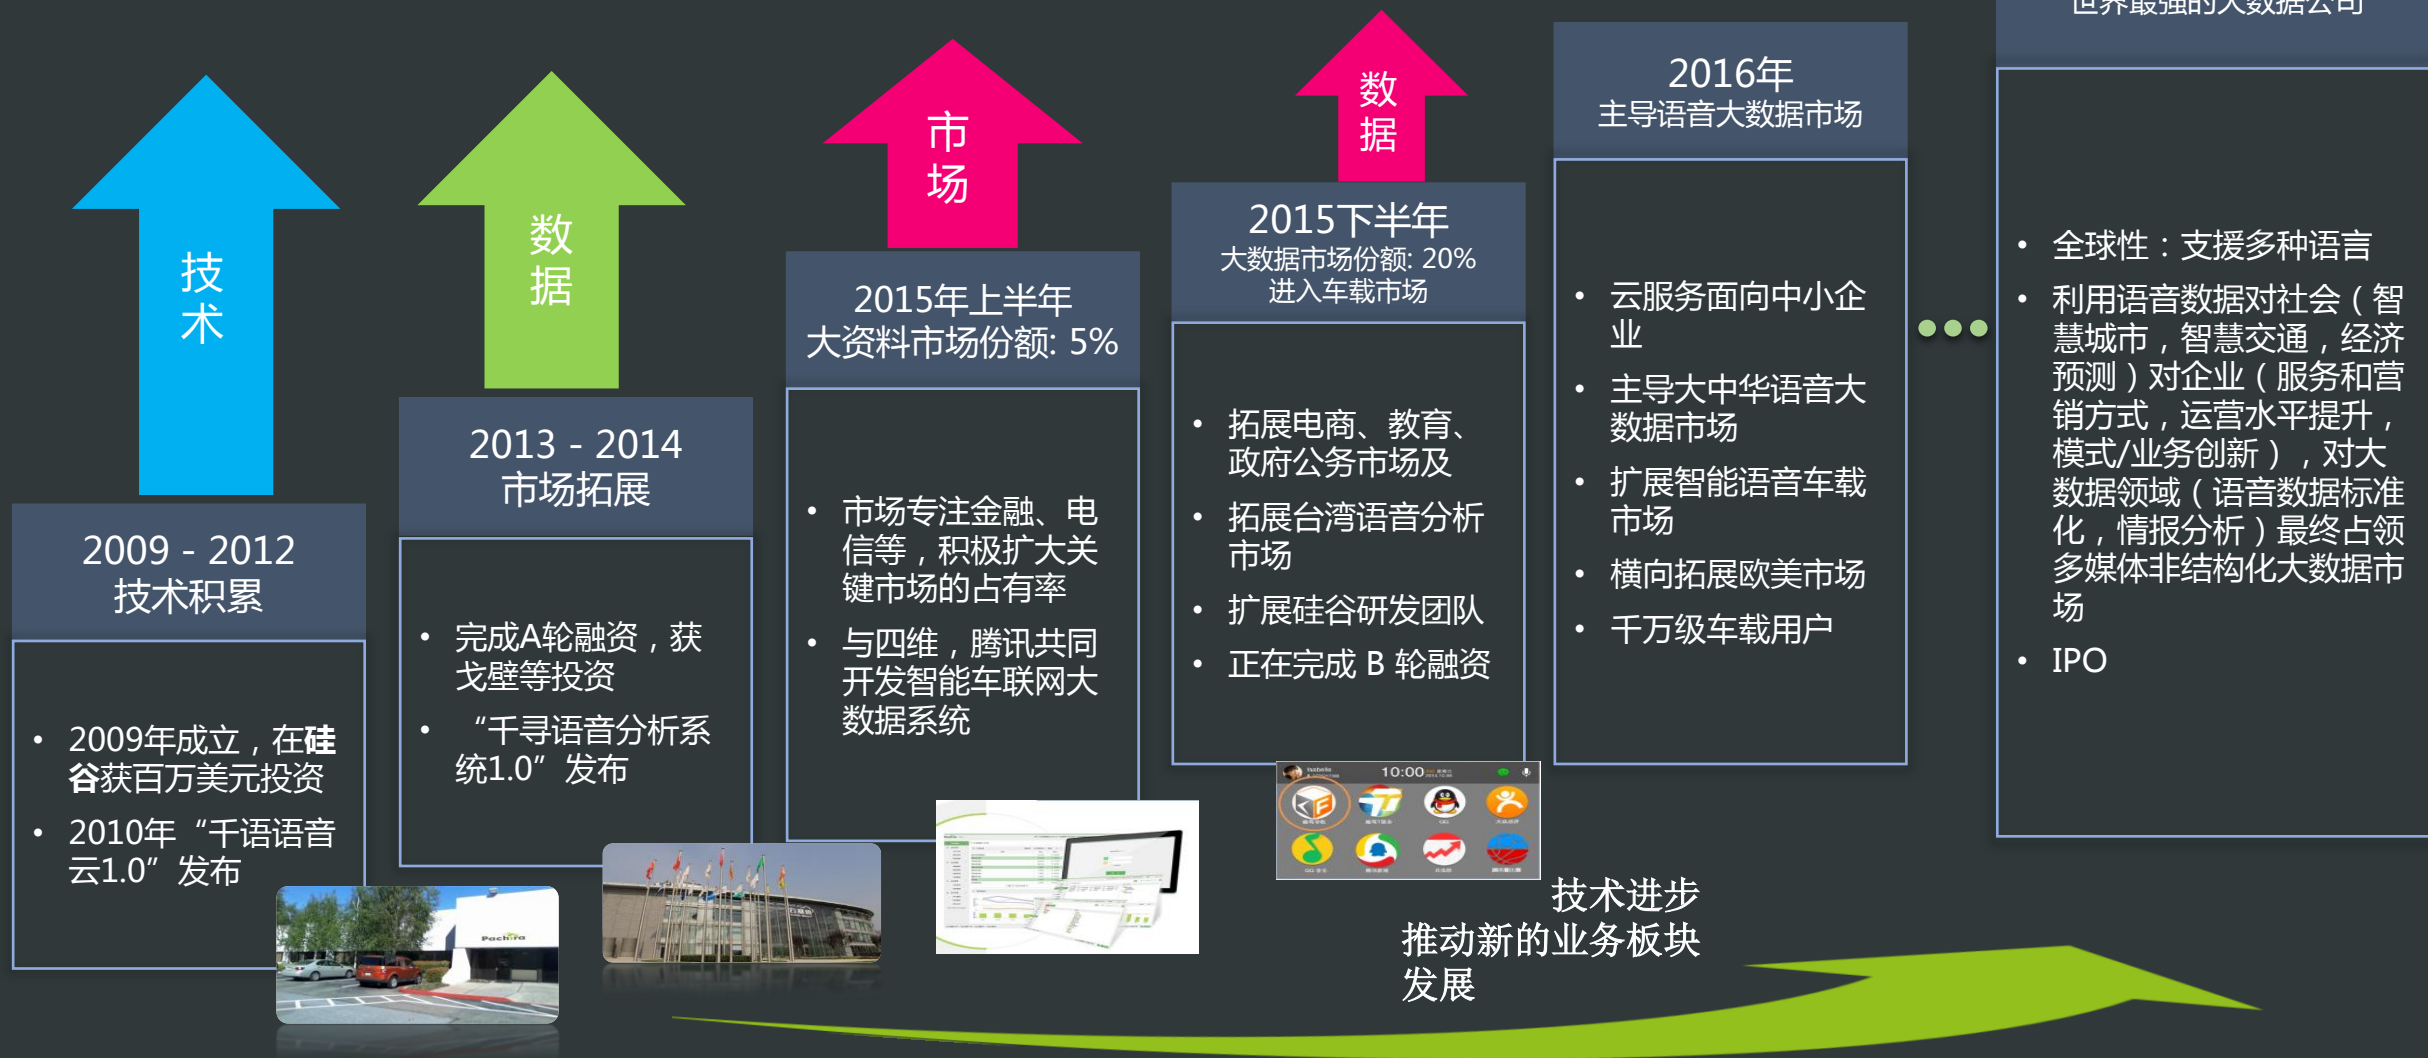 技
术
2009 - 2012
技术积累
• 2009年成立，在硅
谷获百万美元投资
• 2010年“千语语音
云1.0”发布
数
据
2013 - 2014
市场拓展
• 完成A轮融资，获
戈壁等投资
• “千寻语音分析系
统1.0”发布
市
场
2015年上半年
大资料市场份额: 5%
• 市场专注金融、电
信等，积极扩大关
键市场的占有率
• 与四维，腾讯共同
开发智能车联网大
数据系统
数
据
2015下半年
大数据市场份额: 20%
进入车载市场
• 拓展电商、教育、
政府公务市场及
• 拓展台湾语音分析
市场
• 扩展硅谷研发团队
• 正在完成 B 轮融资
2016年
主导语音大数据市场
• 云服务面向中小企
业
• 主导大中华语音大
数据市场
• 扩展智能语音车载
市场
• 横向拓展欧美市场
• 千万级车载用户
世界最强的大数据公司
• 全球性：支援多种语言
• 利用语音数据对社会（智
慧城市，智慧交通，经济
预测）对企业（服务和营
销方式，运营水平提升，
模式/业务创新），对大
数据领域（语音数据标准
化，情报分析）最终占领
多媒体非结构化大数据市
场
• IPO
Pachira
10:00
QQ
技术进步
推动新的业务板块
发展